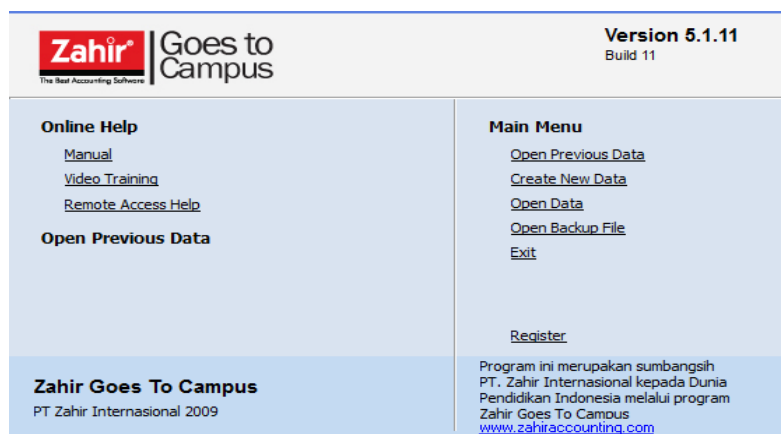 Zahir®
The Best Accounting Software
Goes to
Campus
Version 5.1.11
Build 11
Online Help
Manual
Video Training
Remote Access Help
Open Previous Data
Main Menu
Open Previous Data
Create New Data
Open Data
Open Backup File
Exit
Register
Zahir Goes To Campus
PT Zahir Internasional 2009
Program ini merupakan sumbangsih
PT. Zahir Internasional kepada Dunia
Pendidikan Indonesia melalui program
Zahir Goes To Campus
www.zahiraccounting.com